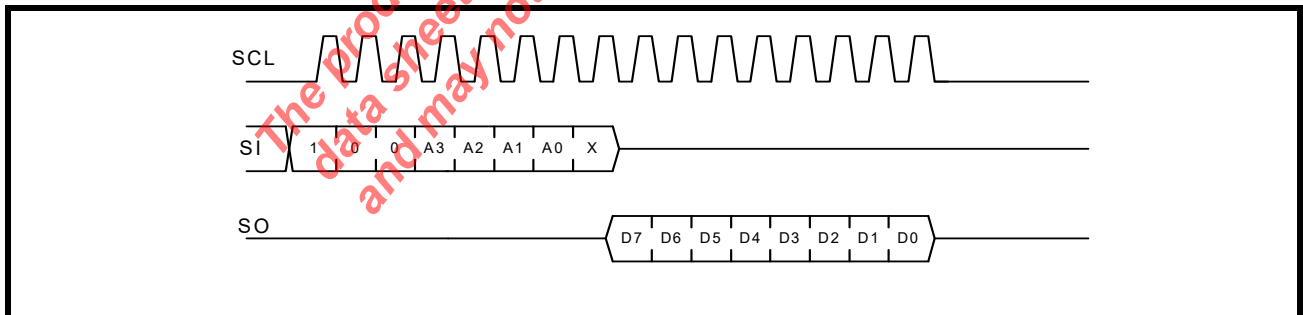 The prod
data shee
and may no
SCL
SI 1 0 0 A3 A2 A1 A0 X
SO D7 D6 D5 D4 D3 D2 D1 D0